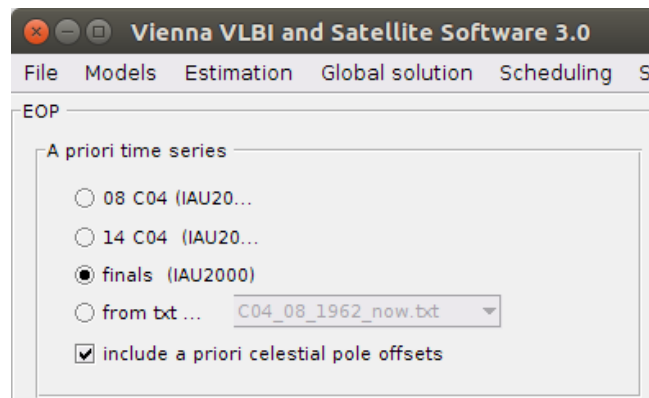 Vienna VLBI and Satellite Software 3.0
File Models Estimation Global solution Scheduling S
EOP
A priori time series
08 C04 (IAU20...
14 C04 (IAU20...
finals (IAU2000)
from txt ... C04_08_1962_now.txt
include a priori celestial pole offsets